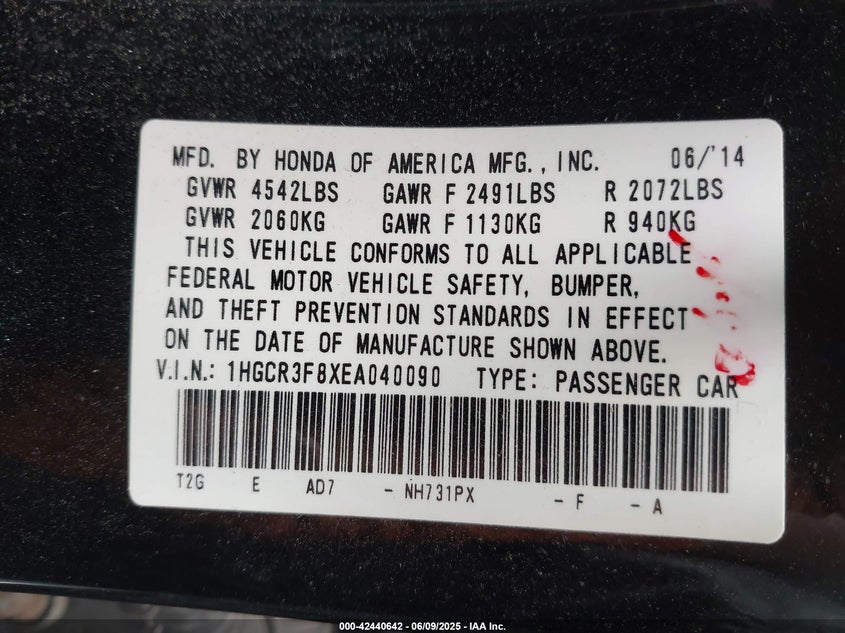 MFD. BY HONDA OF AMERICA MFG., INC. 06/'14
GVWR 4542LBS GAWR F 2491LBS R 2072LBS
GVWR 2060KG GAWR F 1130KG R 940KG
THIS VEHICLE CONFORMS TO ALL APPLICABLE
FEDERAL MOTOR VEHICLE SAFETY, BUMPER,
AND THEFT PREVENTION STANDARDS IN EFFECT
ON THE DATE OF MANUFACTURE SHOWN ABOVE.
V.I.N.: 1HGCR3F8XEA040090 TYPE: PASSENGER CAR
T2G E AD7 - NH731PX - F - A
000-42440642 - 06/09/2025 - IAA Inc.